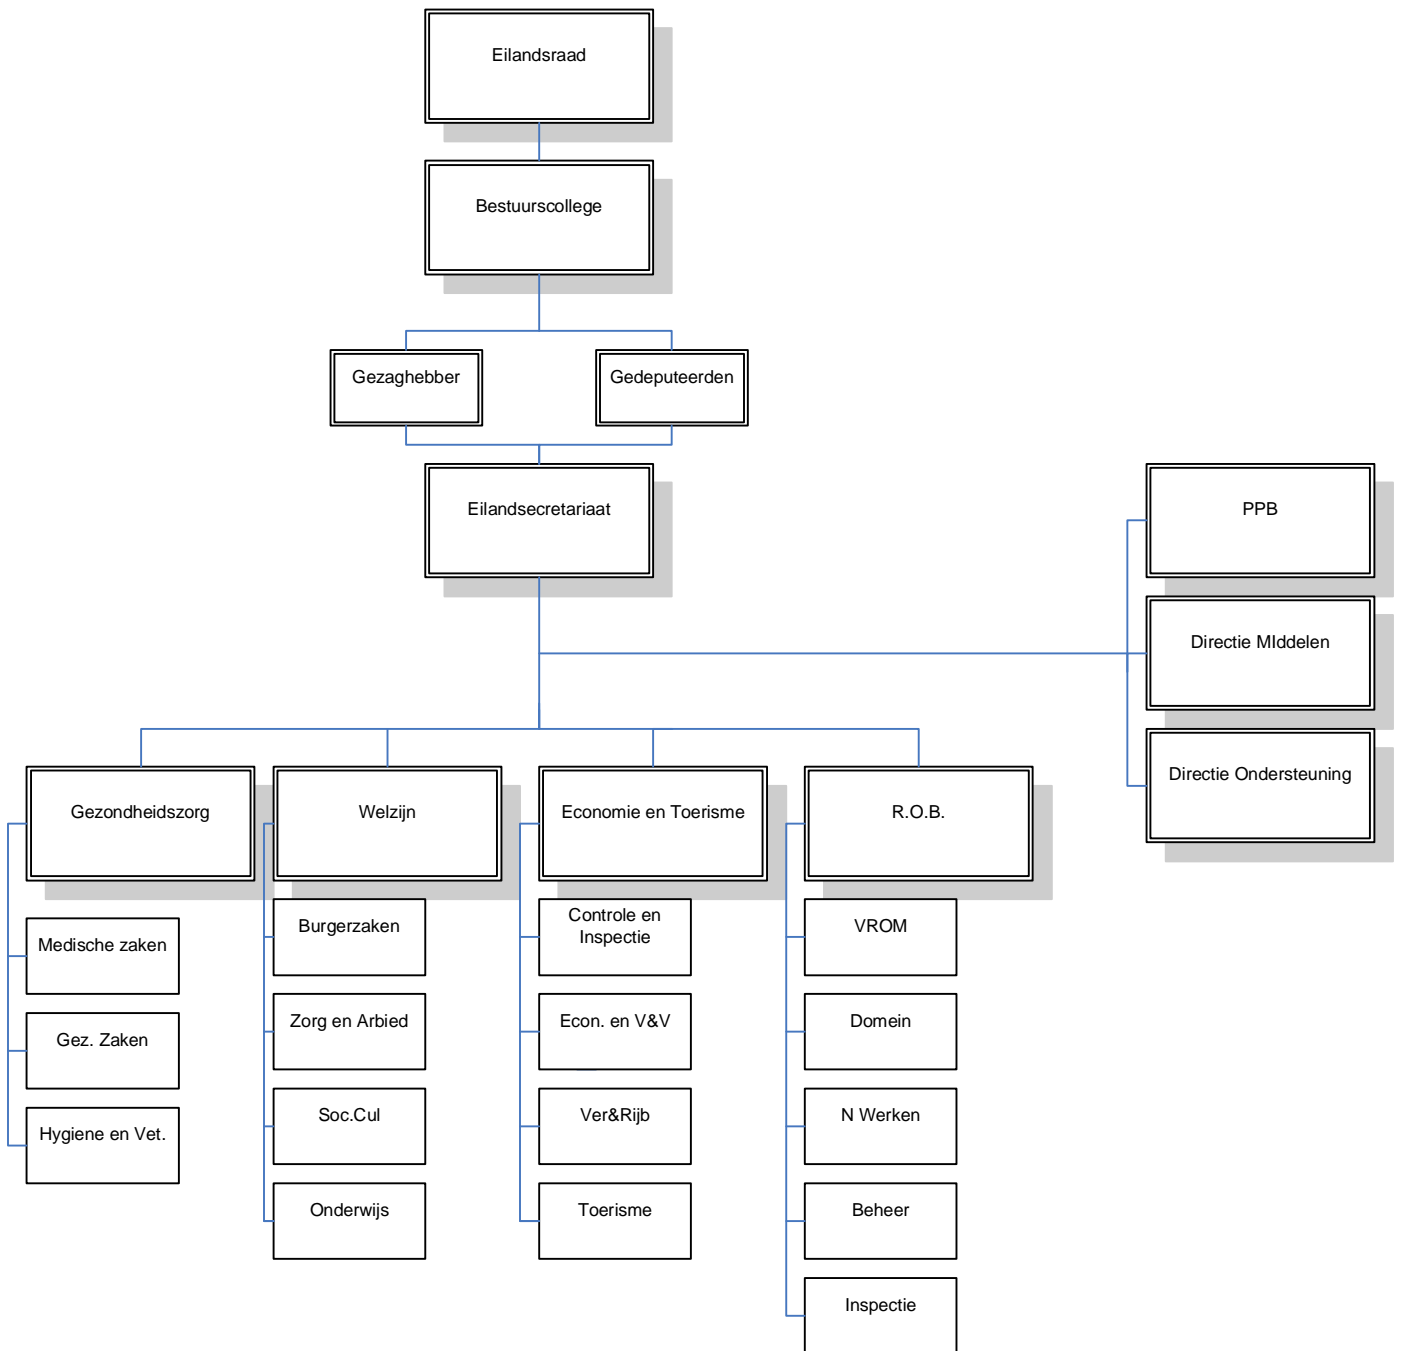 Eilandsraad
Bestuurscollege
Gezaghebber
Gedeputeerden
Eilandsecretariaat
PPB
Directie MIddelen
Directie Ondersteuning
Gezondheidszorg
Welzijn
Economie en Toerisme
R.O.B.
Medische zaken
Gez. Zaken
Hygiene en Vet.
Burgerzaken
Zorg en Arbied
Soc.Cul
Onderwijs
Controle en
Inspectie
Econ. en V&V
Ver&Rijb
Toerisme
VROM
Domein
N Werken
Beheer
Inspectie